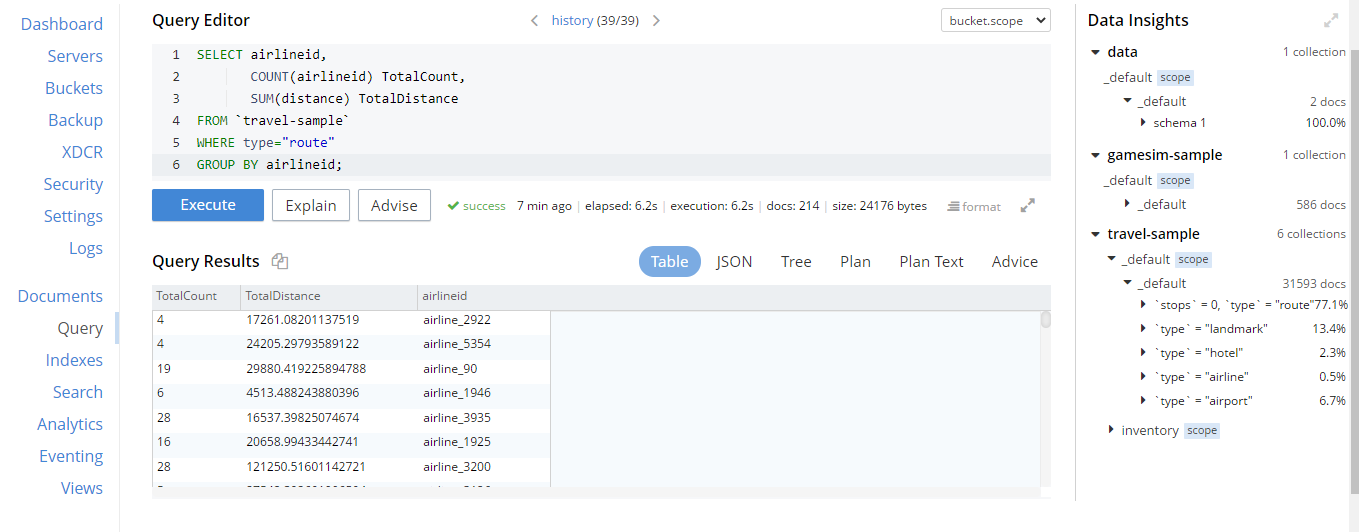 Dashboard
Servers
Buckets
Backup
XDCR
Security
Settings
Logs
Documents
Query
Indexes
Search
Analytics
Eventing
Views
Query Editor
history (39/39)
bucket.scope
1 SELECT airlineid,
2 COUNT(airlineid) TotalCount,
3 SUM(distance) TotalDistance
4 FROM `travel-sample`
5 WHERE type="route"
6 GROUP BY airlineid;
Execute Explain Advise success 7 min ago | elapsed: 6.2s | execution: 6.2s | docs: 214 | size: 24176 bytes format
Query Results Table JSON Tree Plan Plan Text Advice
TotalCount TotalDistance airlineid
4 17261.08201137519 airline_2922
4 24205.29793589122 airline_5354
19 29880.419225894788 airline_90
6 4513.488243880396 airline_1946
28 16537.39825074674 airline_3935
16 20658.99433442741 airline_1925
28 121250.51601142721 airline_3200
Data Insights
data 1 collection
_default scope
_default 2 docs
schema 1 100.0%
gamesim-sample 1 collection
_default scope
_default 586 docs
travel-sample 6 collections
_default scope
_default 31593 docs
`stops` = 0, `type` = "route"77.1%
`type` = "landmark" 13.4%
`type` = "hotel" 2.3%
`type` = "airline" 0.5%
`type` = "airport" 6.7%
inventory scope